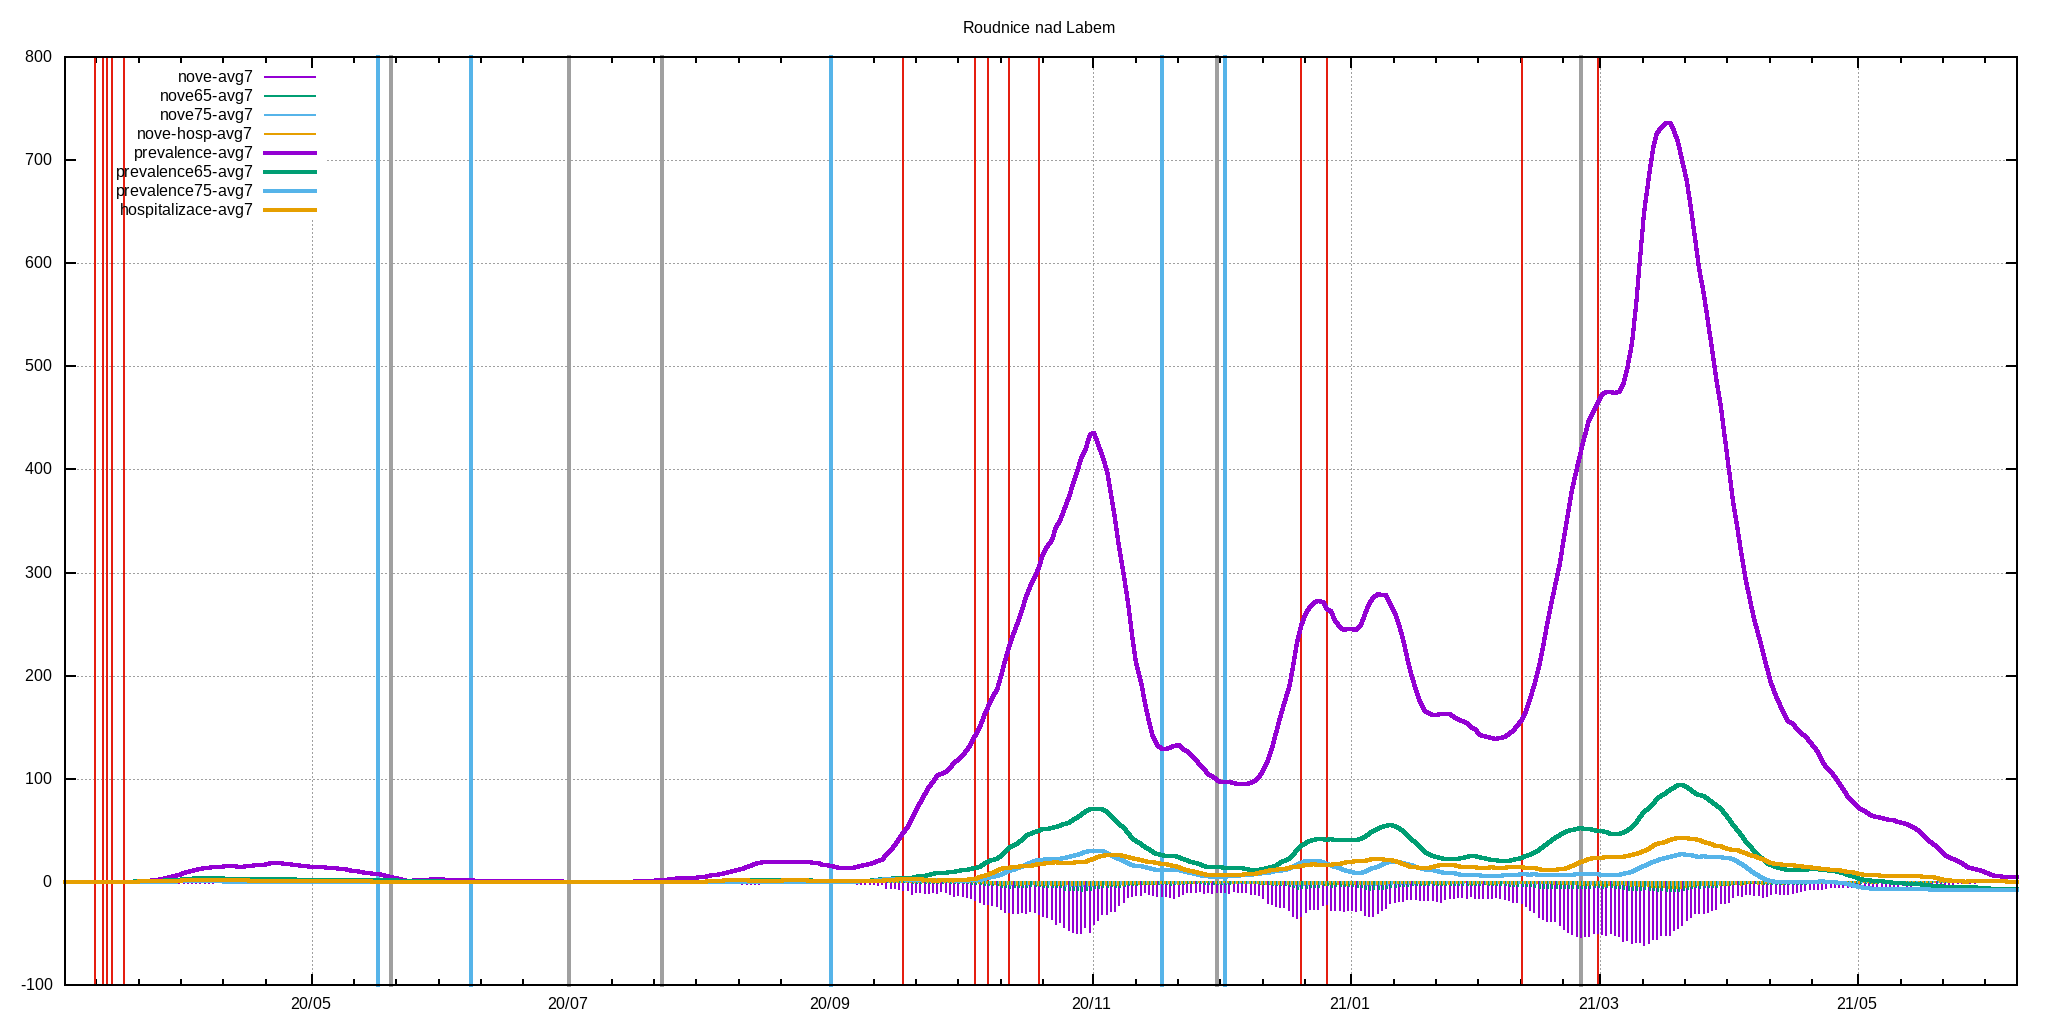 Roudnice nad Labem
800
700
600
500
400
300
200
100
0
-100
nove-avg7
nove65-avg7
nove75-avg7
nove-hosp-avg7
prevalence-avg7
prevalence65-avg7
prevalence75-avg7
hospitalizace-avg7
20/05
20/07
20/09
20/11
21/01
21/03
21/05